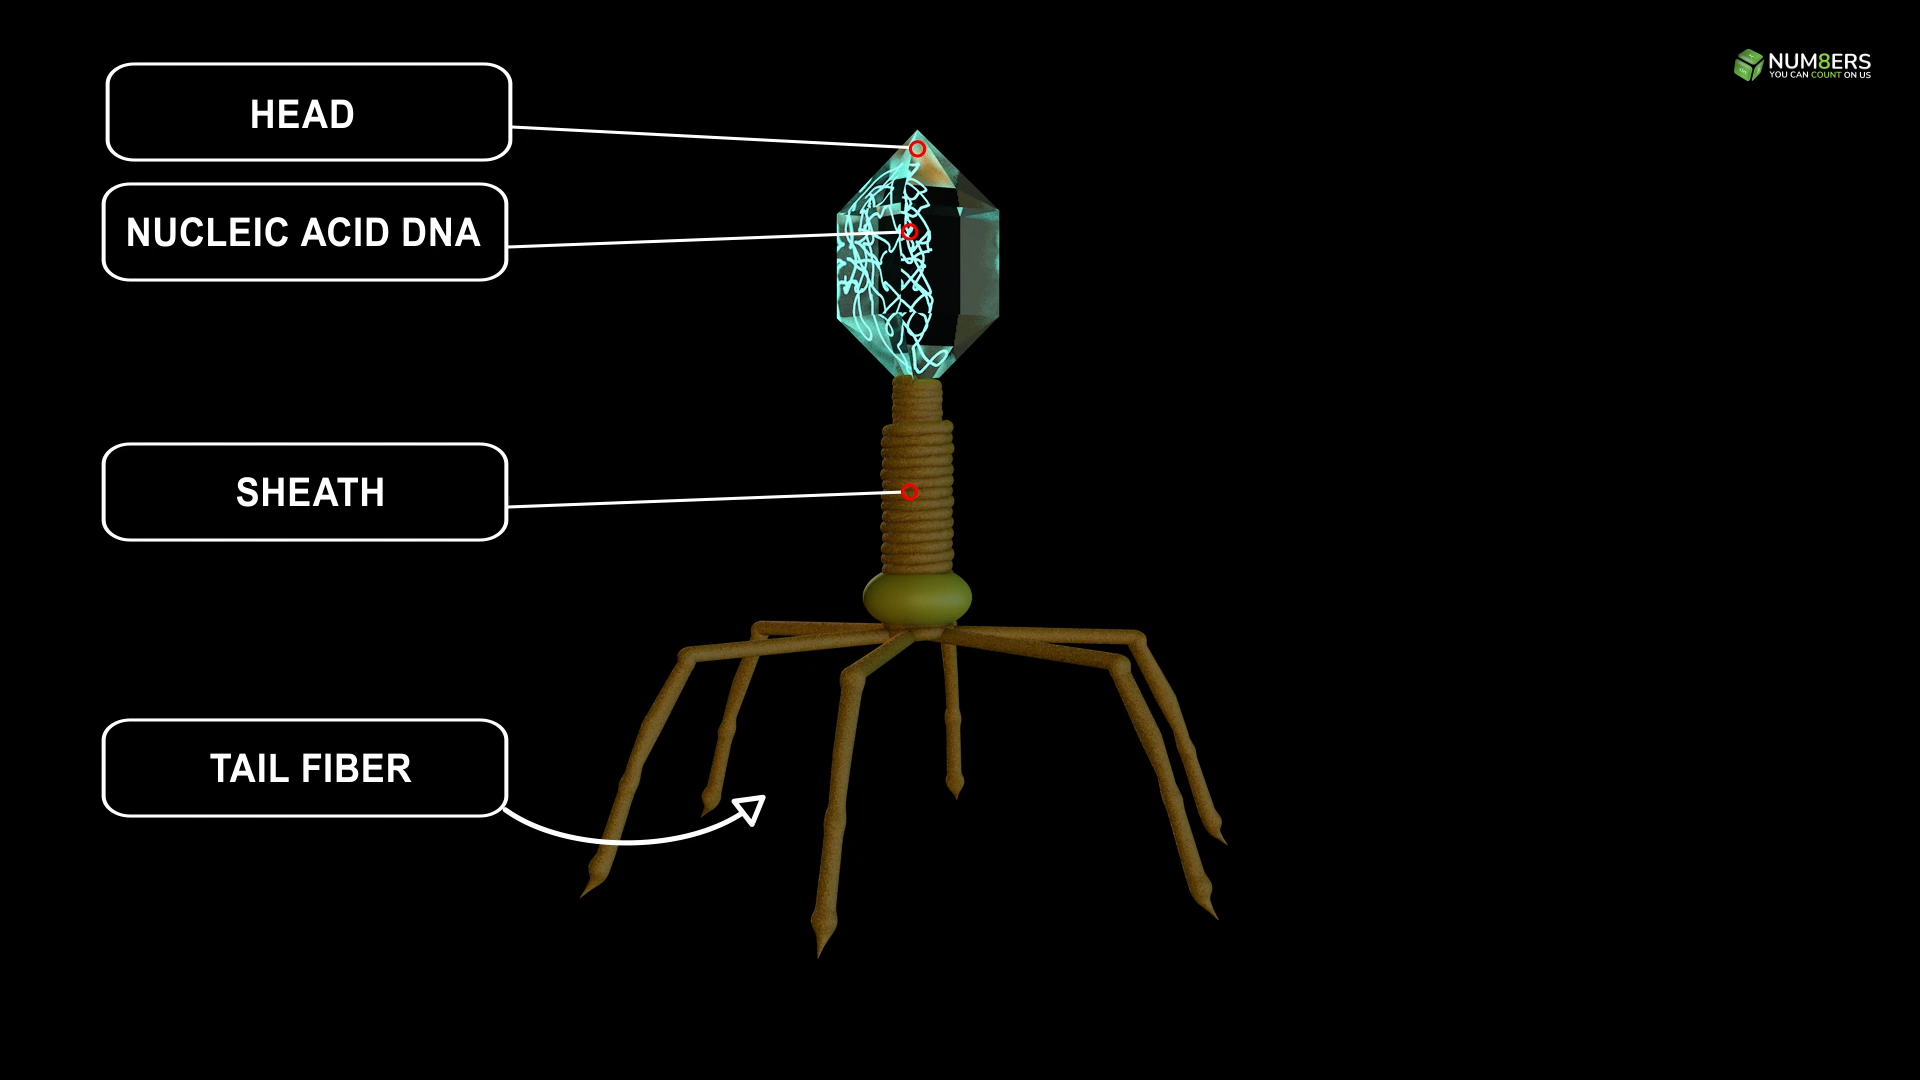 HEAD
NUM8ERS
YOU CAN COUNT ON US
NUCLEIC ACID DNA
SHEATH
TAIL FIBER